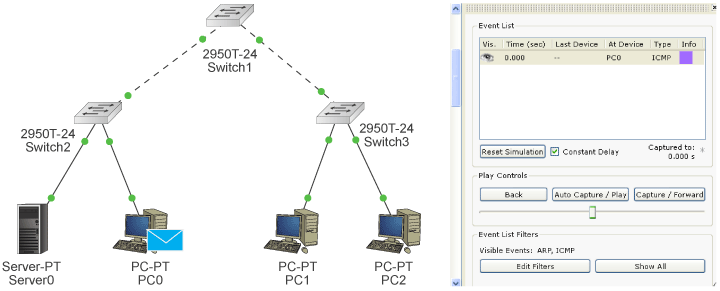 2950T-24
Switch1
2950T-24
Switch2
2950T-24
Switch3
Server-PT
Server0
PC-PT
PC0
PC-PT
PC1
PC-PT
PC2
Event List
Vis. Time (sec) Last Device At Device Type Info
0.000 -- PC0 ICMP
Reset Simulation Constant Delay Captured to: *
0.000 s
Play Controls
Back Auto Capture / Play Capture / Forward
Event List Filters
Visible Events: ARP, ICMP
Edit Filters Show All